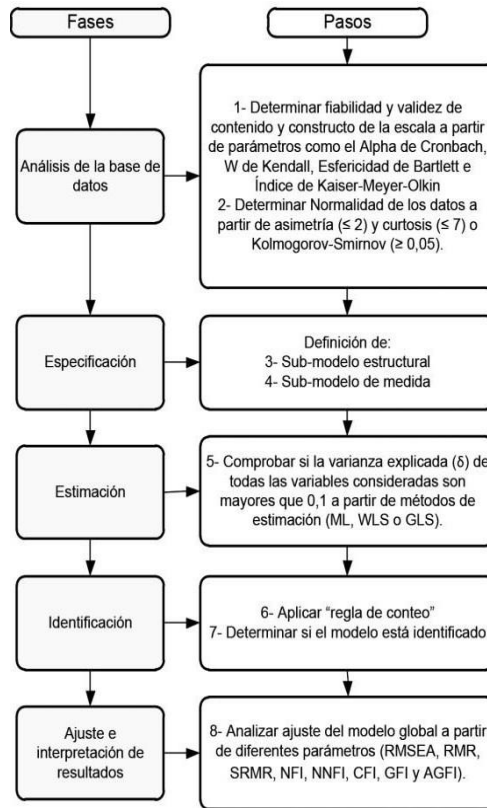 Fases
Pasos
Análisis de la base de
datos
1- Determinar fiabilidad y validez de
contenido y constructo de la escala a partir
de parámetros como el Alpha de Cronbach,
W de Kendall, Esfericidad de Bartlett e
Índice de Kaiser-Meyer-Olkin
2- Determinar Normalidad de los datos a
partir de asimetría (≤ 2) y curtosis (≤ 7) o
Kolmogorov-Smirnov (≥ 0,05).
Especificación
Definición de:
3- Sub-modelo estructural
4- Sub-modelo de medida
Estimación
5- Comprobar si la varianza explicada (δ) de
todas las variables consideradas son
mayores que 0,1 a partir de métodos de
estimación (ML, WLS o GLS).
Identificación
6- Aplicar “regla de conteo”
7- Determinar si el modelo está identificado
Ajuste e
interpretación de
resultados
8- Analizar ajuste del modelo global a partir
de diferentes parámetros (RMSEA, RMR,
SRMR, NFI, NNFI, CFI, GFI y AGFI).